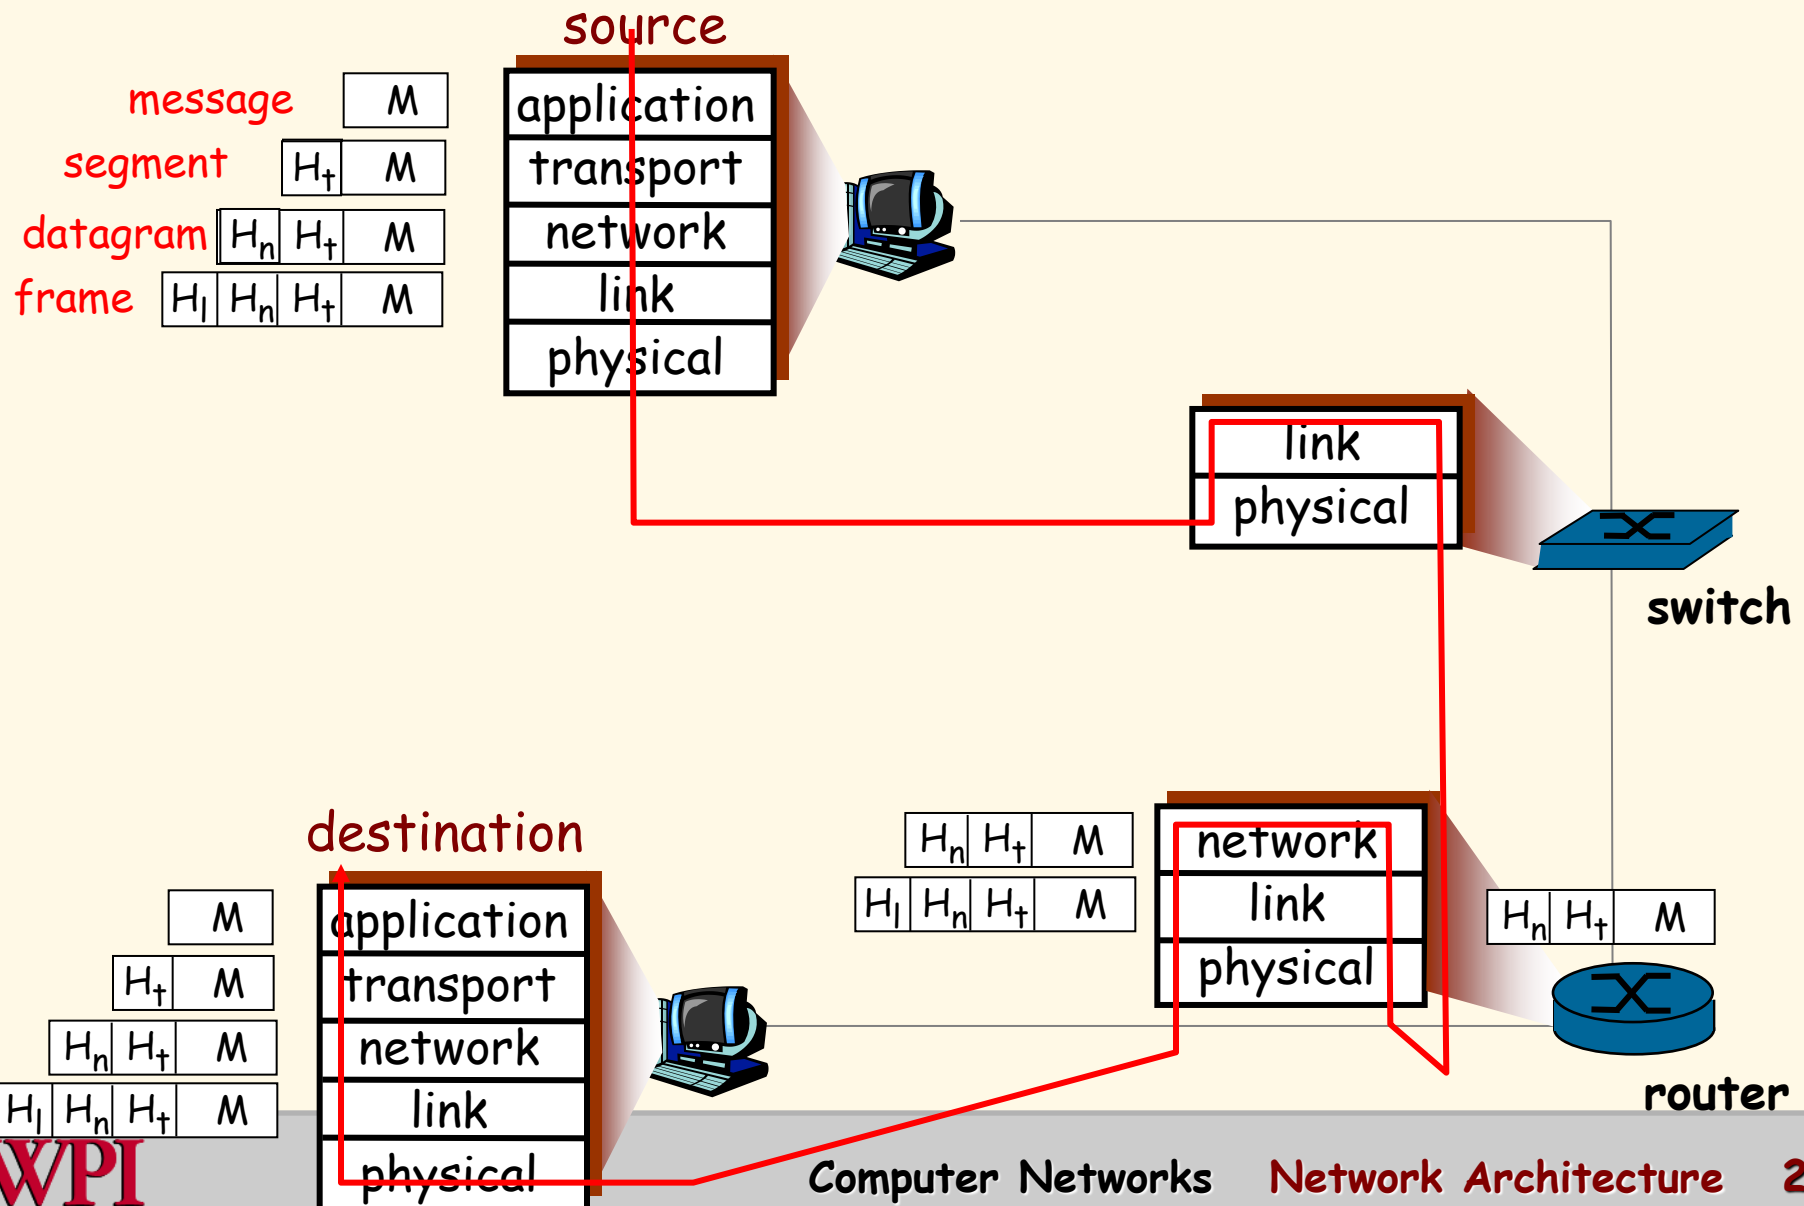 source
message M
segment Ht M
datagram Hn Ht M
frame Hl Hn Ht M
application
transport
network
link
physical
link
physical
switch
destination
M
Ht M
Hn Ht M
Hl Hn Ht M
application
transport
network
link
physical
Hn Ht M
Hl Hn Ht M
network
link
physical
Hn Ht M
router
WPI
Computer Networks Network Architecture 2